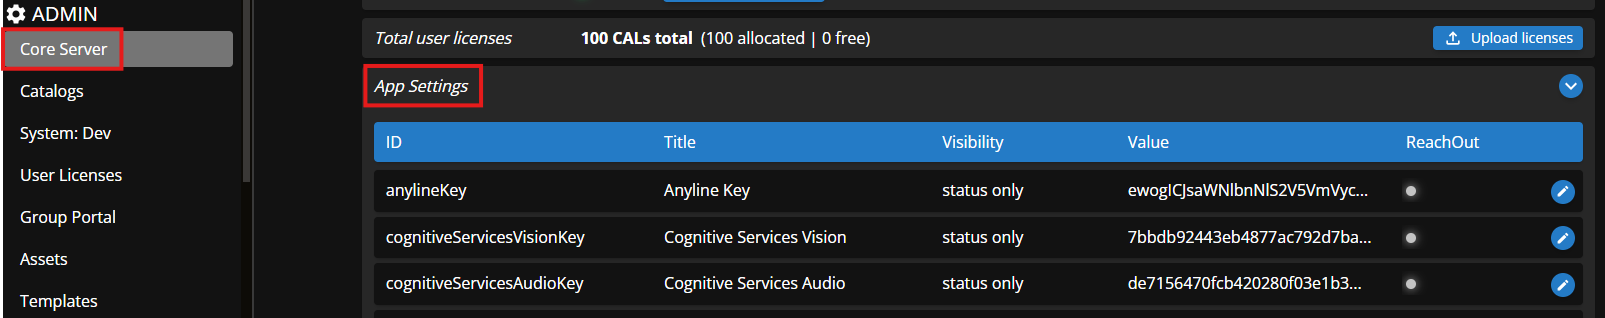 ADMIN
Core Server
Catalogs
System: Dev
User Licenses
Group Portal
Assets
Templates
Total user licenses 100 CALs total (100 allocated | 0 free) Upload licenses
App Settings
ID Title Visibility Value ReachOut
anylineKey Anyline Key status only ewogICJsaWNlbnNlS2V5VmVyc...
cognitiveServicesVisionKey Cognitive Services Vision status only 7bbdb92443eb4877ac792d7ba...
cognitiveServicesAudioKey Cognitive Services Audio status only de7156470fcb420280f03e1b3...